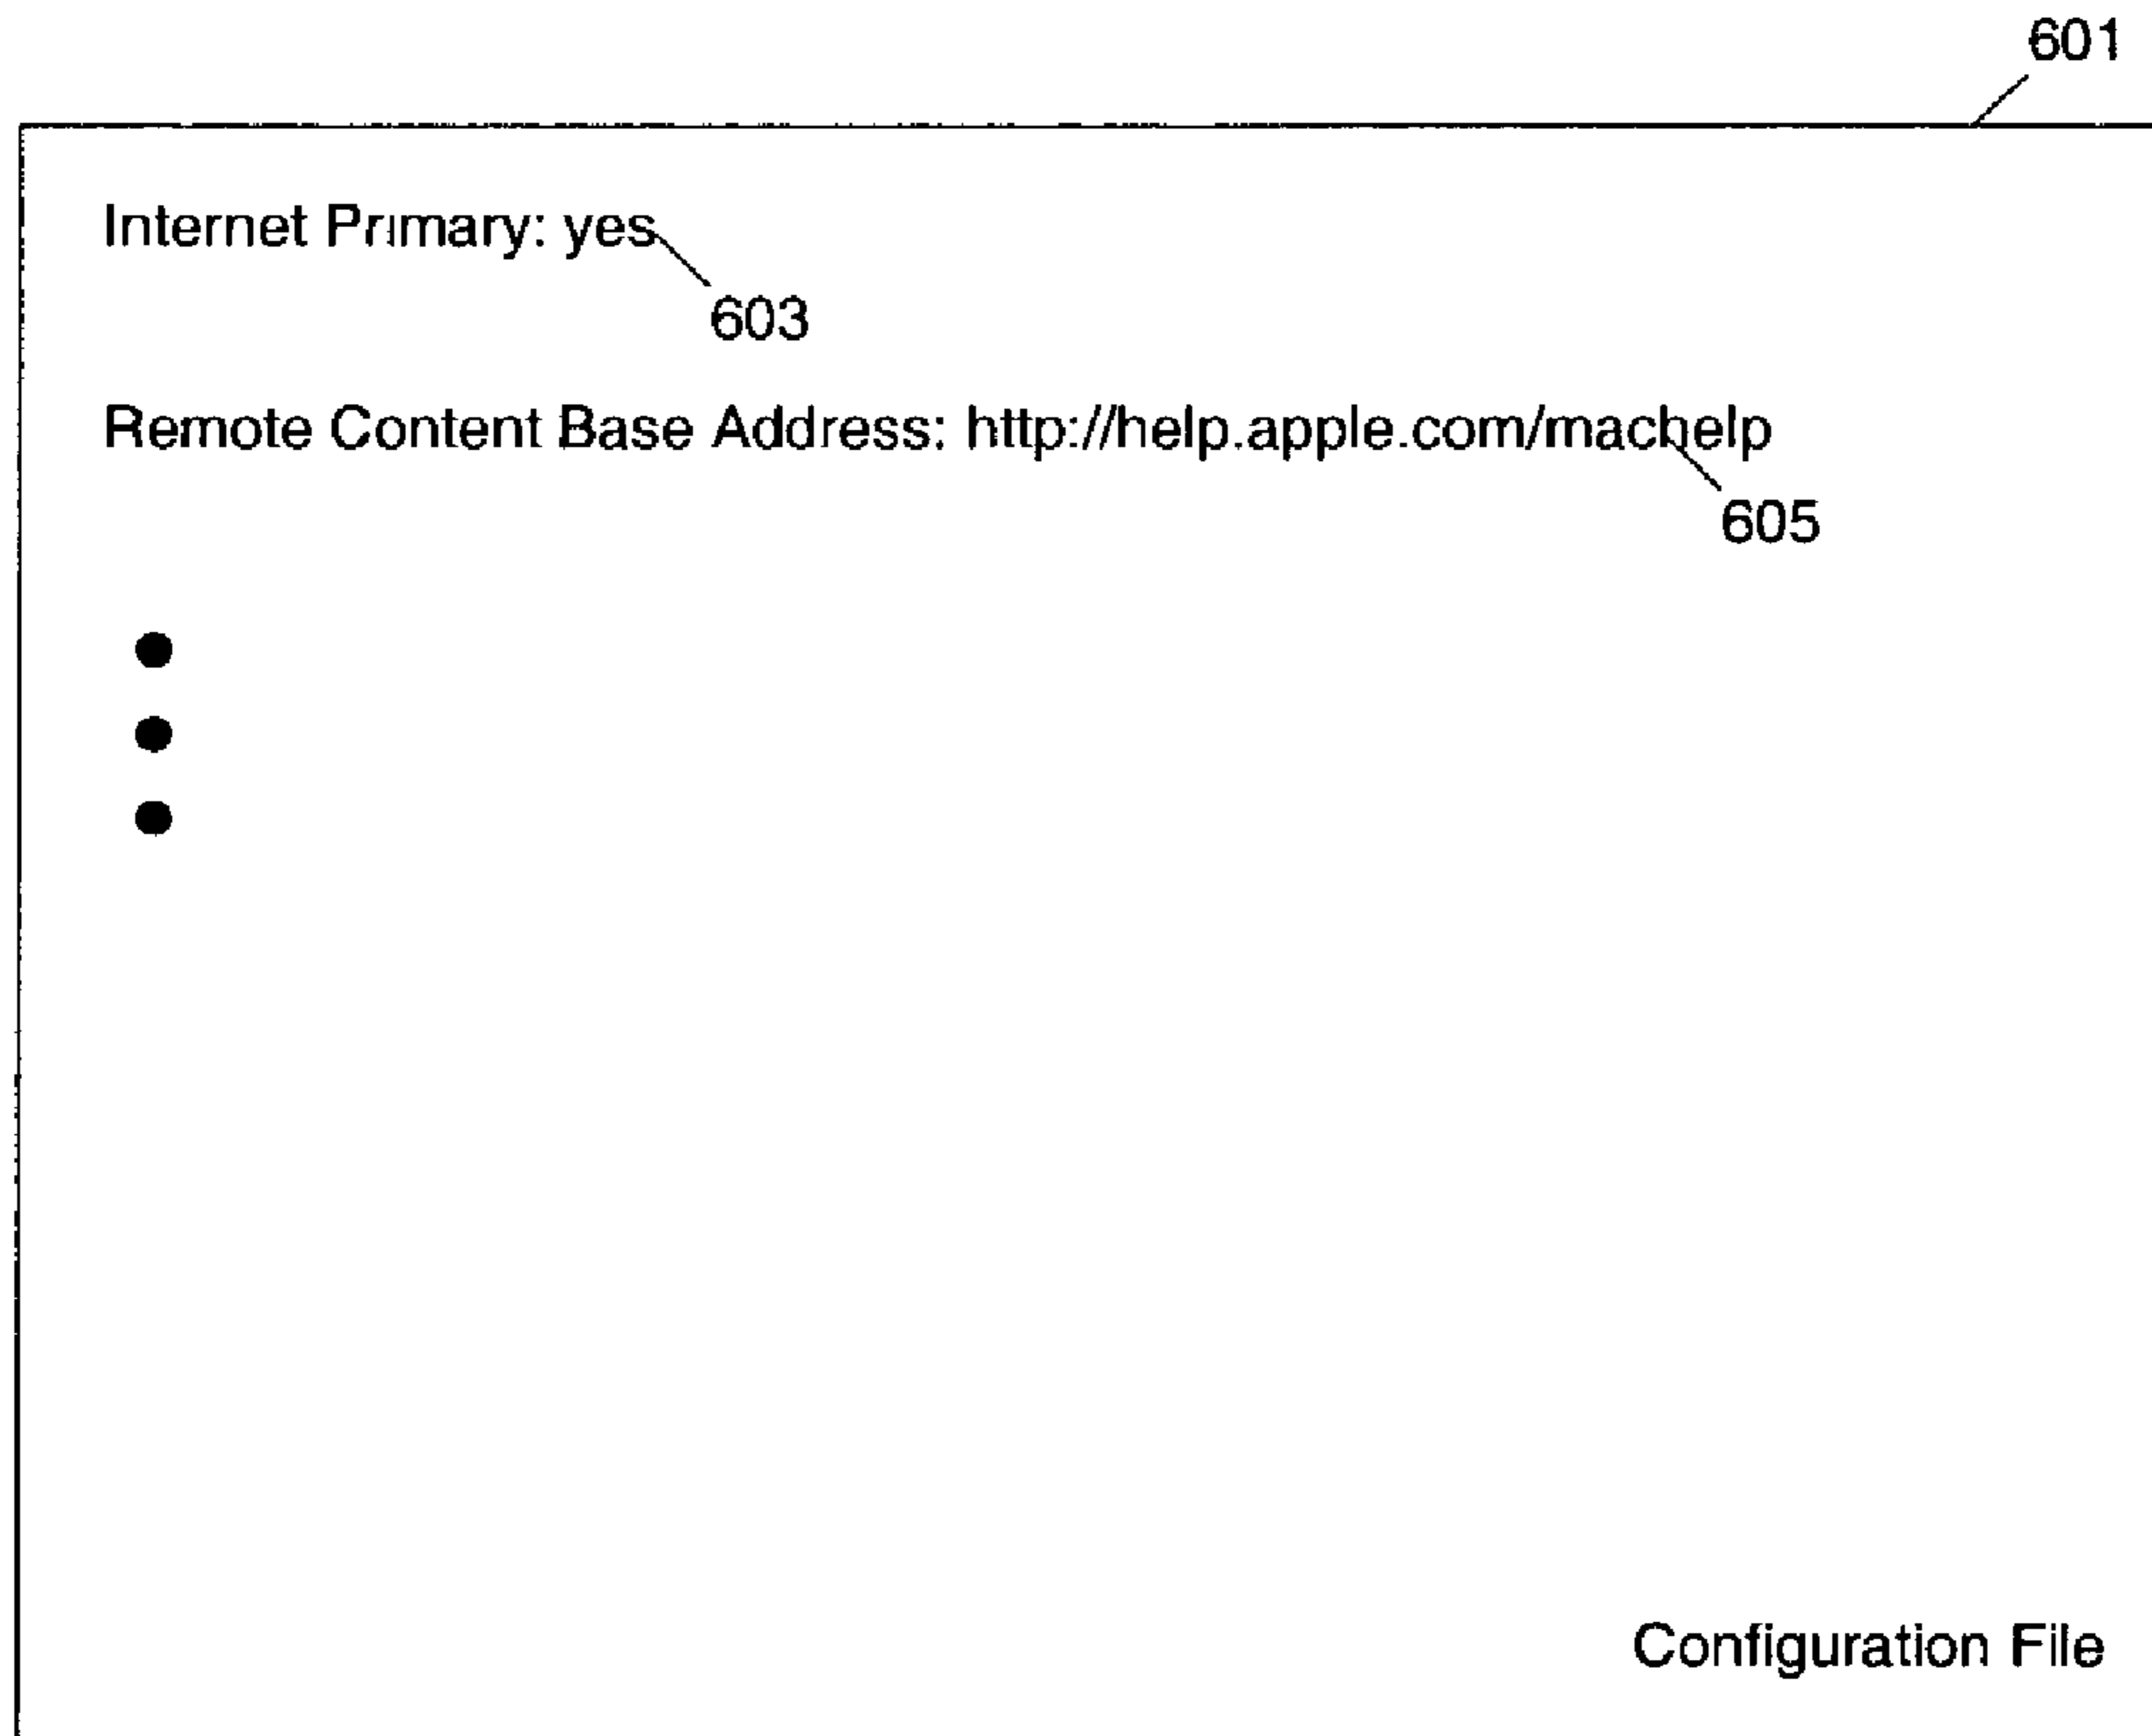 601
Internet Primary: yes
603
Remote Content Base Address: http://help.apple.com/machelp
605
Configuration File